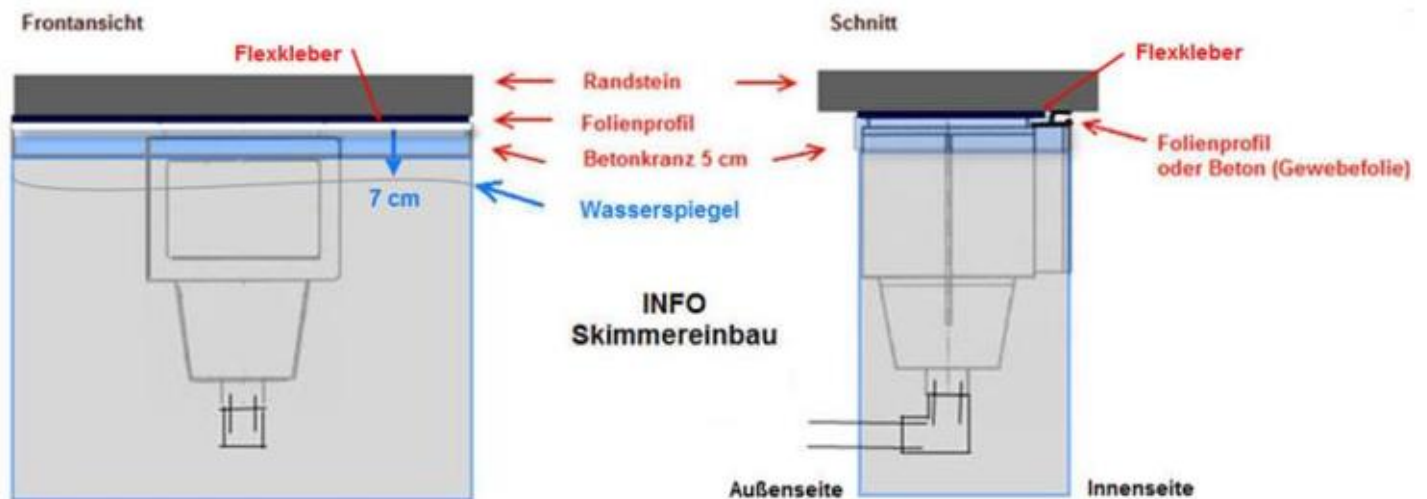 Frontansicht
Schnitt
Flexkleber
Flexkleber
Randstein
Folienprofil
Folienprofil
oder Beton (Gewebefolie)
Betonkranz 5 cm
7 cm
Wasserspiegel
INFO
Skimmereinbau
Außenseite
Innenseite